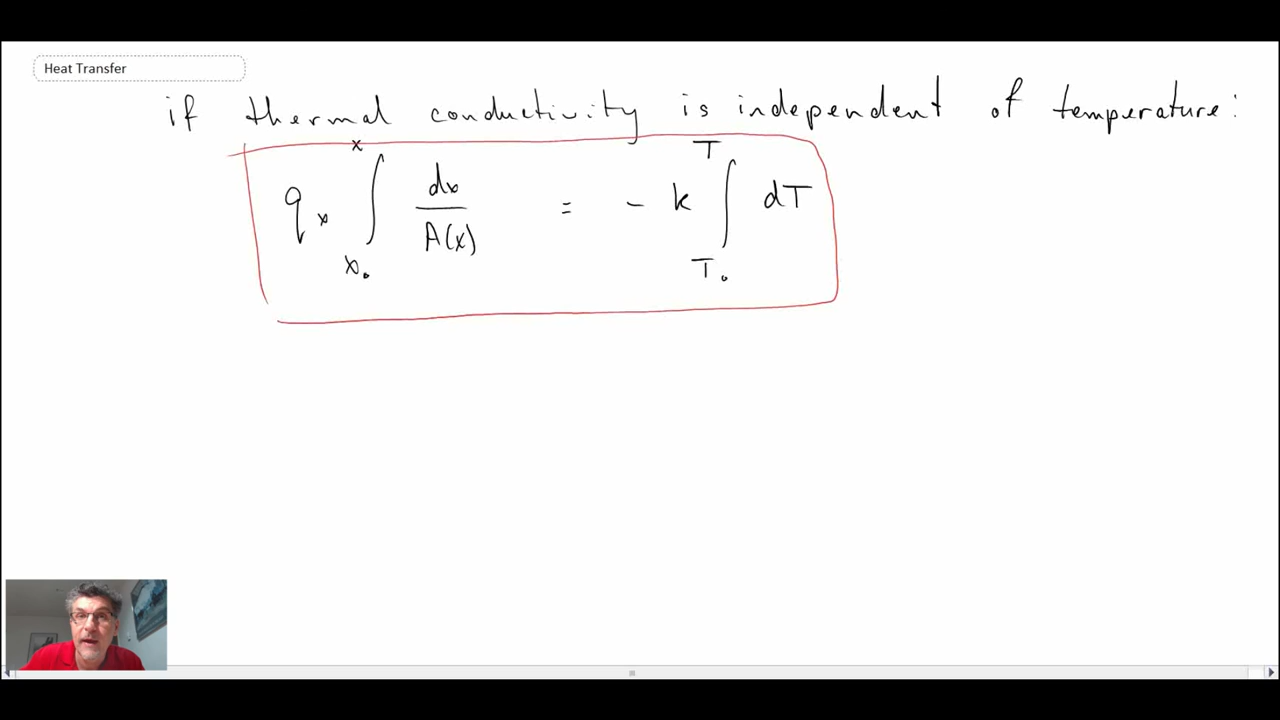 Heat Transfer
if thermal conductivity is independent of temperature:
qₓ ∫_{x₀}^{x} dx / A(x) = - k ∫_{T₀}^{T} dT